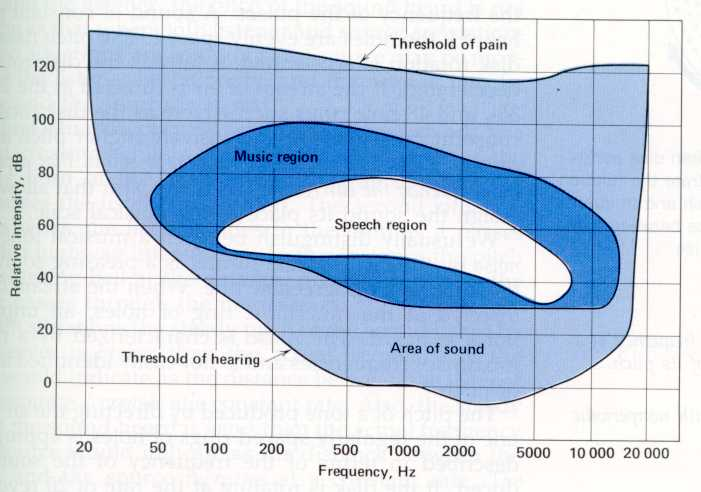 Threshold of pain
120
100
80
60
40
20
0
Relative intensity, dB
Music region
Speech region
Area of sound
Threshold of hearing
20 50 100 200 500 1000 2000 5000 10 000 20 000
Frequency, Hz